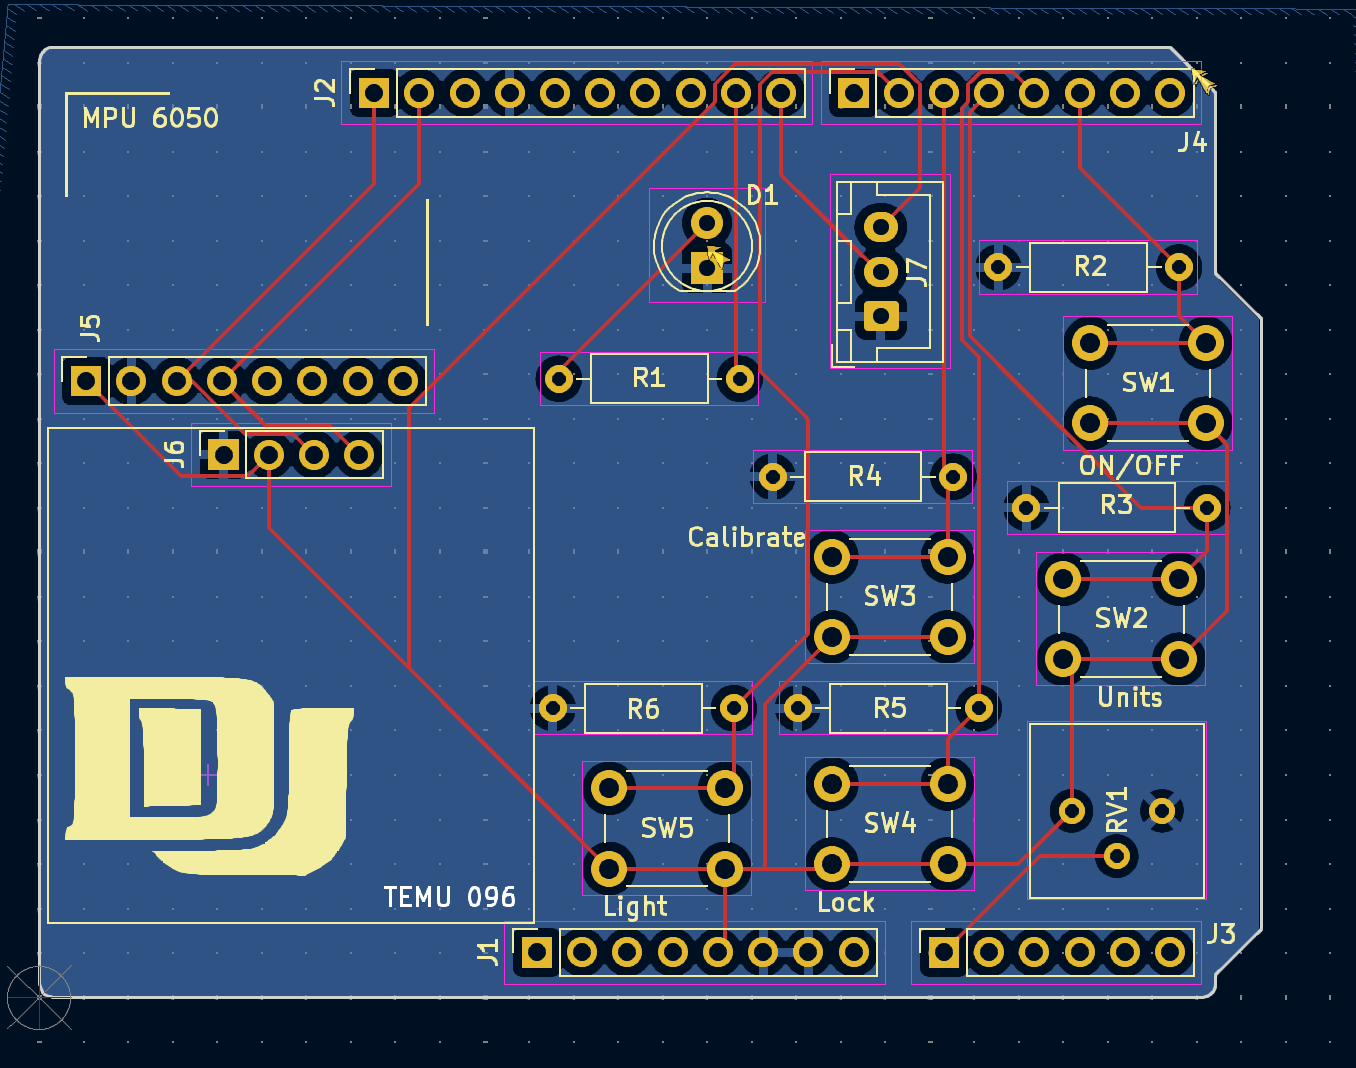 J2
MPU 6050
J4
D1
J7
R2
J5
R1
SW1
J6
ON/OFF
R4
R3
Calibrate
SW3
SW2
R6
R5
Units
RV1
SW5
SW4
DJ
TEMU 096
Light
Lock
J1
J3